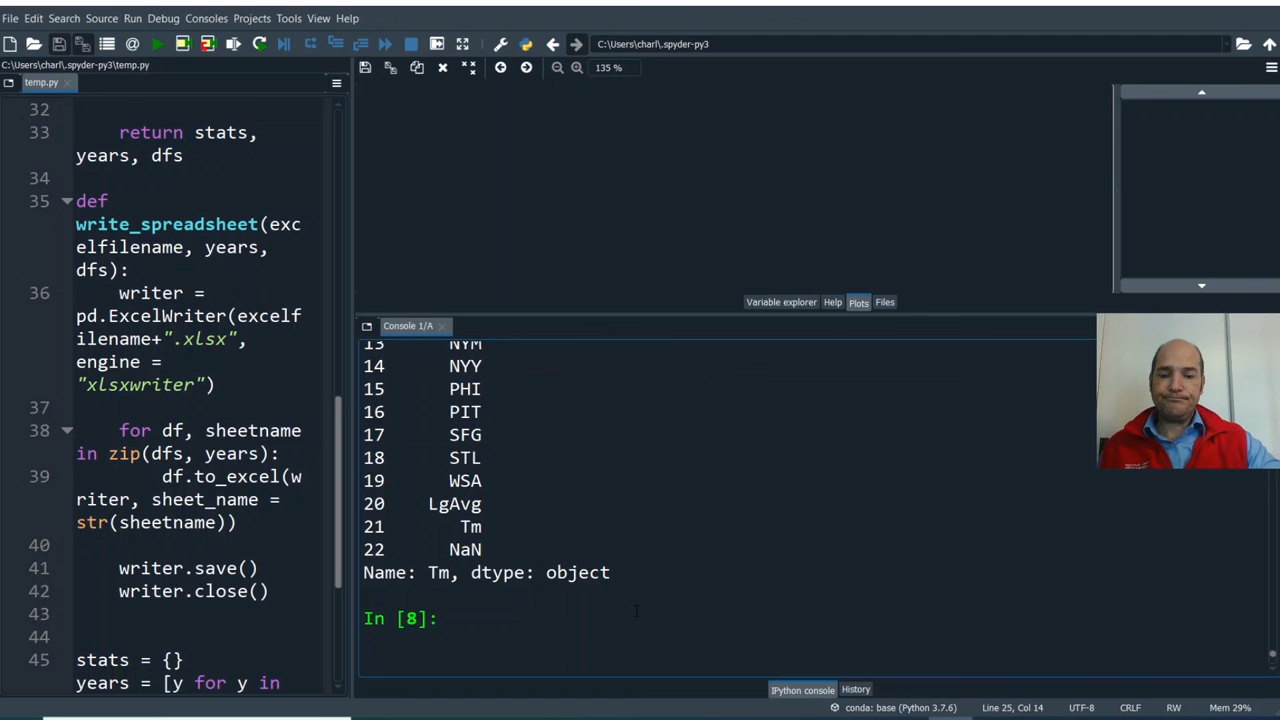 File Edit Search Source Run Debug Consoles Projects Tools View Help
C:\Users\charl\.spyder-py3
C:\Users\charl\.spyder-py3\temp.py
temp.py
135 %
32
33 return stats,
years, dfs
34
35 def
write_spreadsheet(exc
elfilename, years,
dfs):
36 writer =
pd.ExcelWriter(excelf
ilename+".xlsx",
engine =
"xlsxwriter")
37
38 for df, sheetname
in zip(dfs, years):
39 df.to_excel(w
riter, sheet_name =
str(sheetname))
40
41 writer.save()
42 writer.close()
43
44
45 stats = {}
years = [y for y in
Variable explorer Help Plots Files
Console 1/A
13 NYM
14 NYY
15 PHI
16 PIT
17 SFG
18 STL
19 WSA
20 LgAvg
21 Tm
22 NaN
Name: Tm, dtype: object
In [8]:
IPython console History
conda: base (Python 3.7.6) Line 25, Col 14 UTF-8 CRLF RW Mem 29%